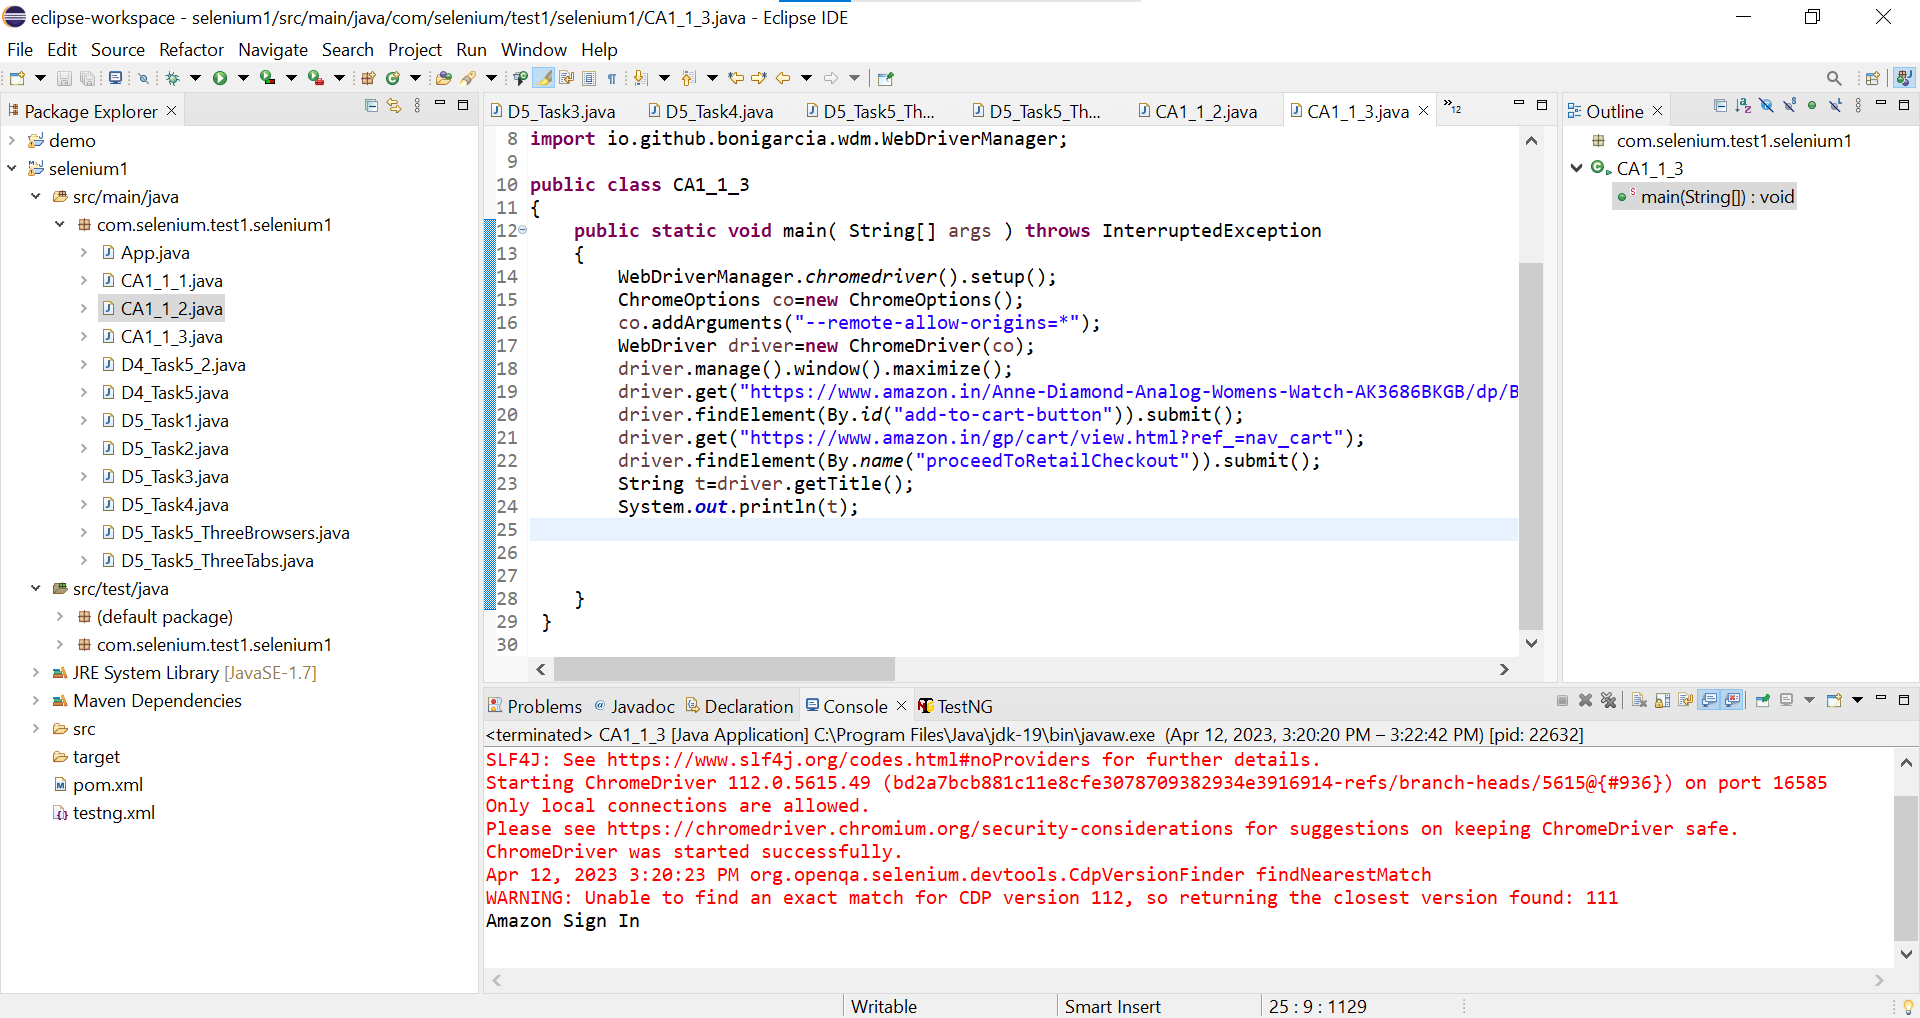 eclipse-workspace - selenium1/src/main/java/com/selenium/test1/selenium1/CA1_1_3.java - Eclipse IDE
File Edit Source Refactor Navigate Search Project Run Window Help
Package Explorer
demo
selenium1
src/main/java
com.selenium.test1.selenium1
App.java
CA1_1_1.java
CA1_1_2.java
CA1_1_3.java
D4_Task5_2.java
D4_Task5.java
D5_Task1.java
D5_Task2.java
D5_Task3.java
D5_Task4.java
D5_Task5_ThreeBrowsers.java
D5_Task5_ThreeTabs.java
src/test/java
(default package)
com.selenium.test1.selenium1
JRE System Library [JavaSE-1.7]
Maven Dependencies
src
target
pom.xml
testng.xml
D5_Task3.java D5_Task4.java D5_Task5_Th... D5_Task5_Th... CA1_1_2.java CA1_1_3.java »12
8 import io.github.bonigarcia.wdm.WebDriverManager;
9
10 public class CA1_1_3
11 {
12 public static void main( String[] args ) throws InterruptedException
13 {
14 WebDriverManager.chromedriver().setup();
15 ChromeOptions co=new ChromeOptions();
16 co.addArguments("--remote-allow-origins=*");
17 WebDriver driver=new ChromeDriver(co);
18 driver.manage().window().maximize();
19 driver.get("https://www.amazon.in/Anne-Diamond-Analog-Womens-Watch-AK3686BKGB/dp/B
20 driver.findElement(By.id("add-to-cart-button")).submit();
21 driver.get("https://www.amazon.in/gp/cart/view.html?ref_=nav_cart");
22 driver.findElement(By.name("proceedToRetailCheckout")).submit();
23 String t=driver.getTitle();
24 System.out.println(t);
25
26
27
28 }
29 }
30
Outline
com.selenium.test1.selenium1
CA1_1_3
main(String[]) : void
Problems Javadoc Declaration Console TestNG
<terminated> CA1_1_3 [Java Application] C:\Program Files\Java\jdk-19\bin\javaw.exe (Apr 12, 2023, 3:20:20 PM – 3:22:42 PM) [pid: 22632]
SLF4J: See https://www.slf4j.org/codes.html#noProviders for further details.
Starting ChromeDriver 112.0.5615.49 (bd2a7bcb881c11e8cfe3078709382934e3916914-refs/branch-heads/5615@{#936}) on port 16585
Only local connections are allowed.
Please see https://chromedriver.chromium.org/security-considerations for suggestions on keeping ChromeDriver safe.
ChromeDriver was started successfully.
Apr 12, 2023 3:20:23 PM org.openqa.selenium.devtools.CdpVersionFinder findNearestMatch
WARNING: Unable to find an exact match for CDP version 112, so returning the closest version found: 111
Amazon Sign In
Writable Smart Insert 25 : 9 : 1129